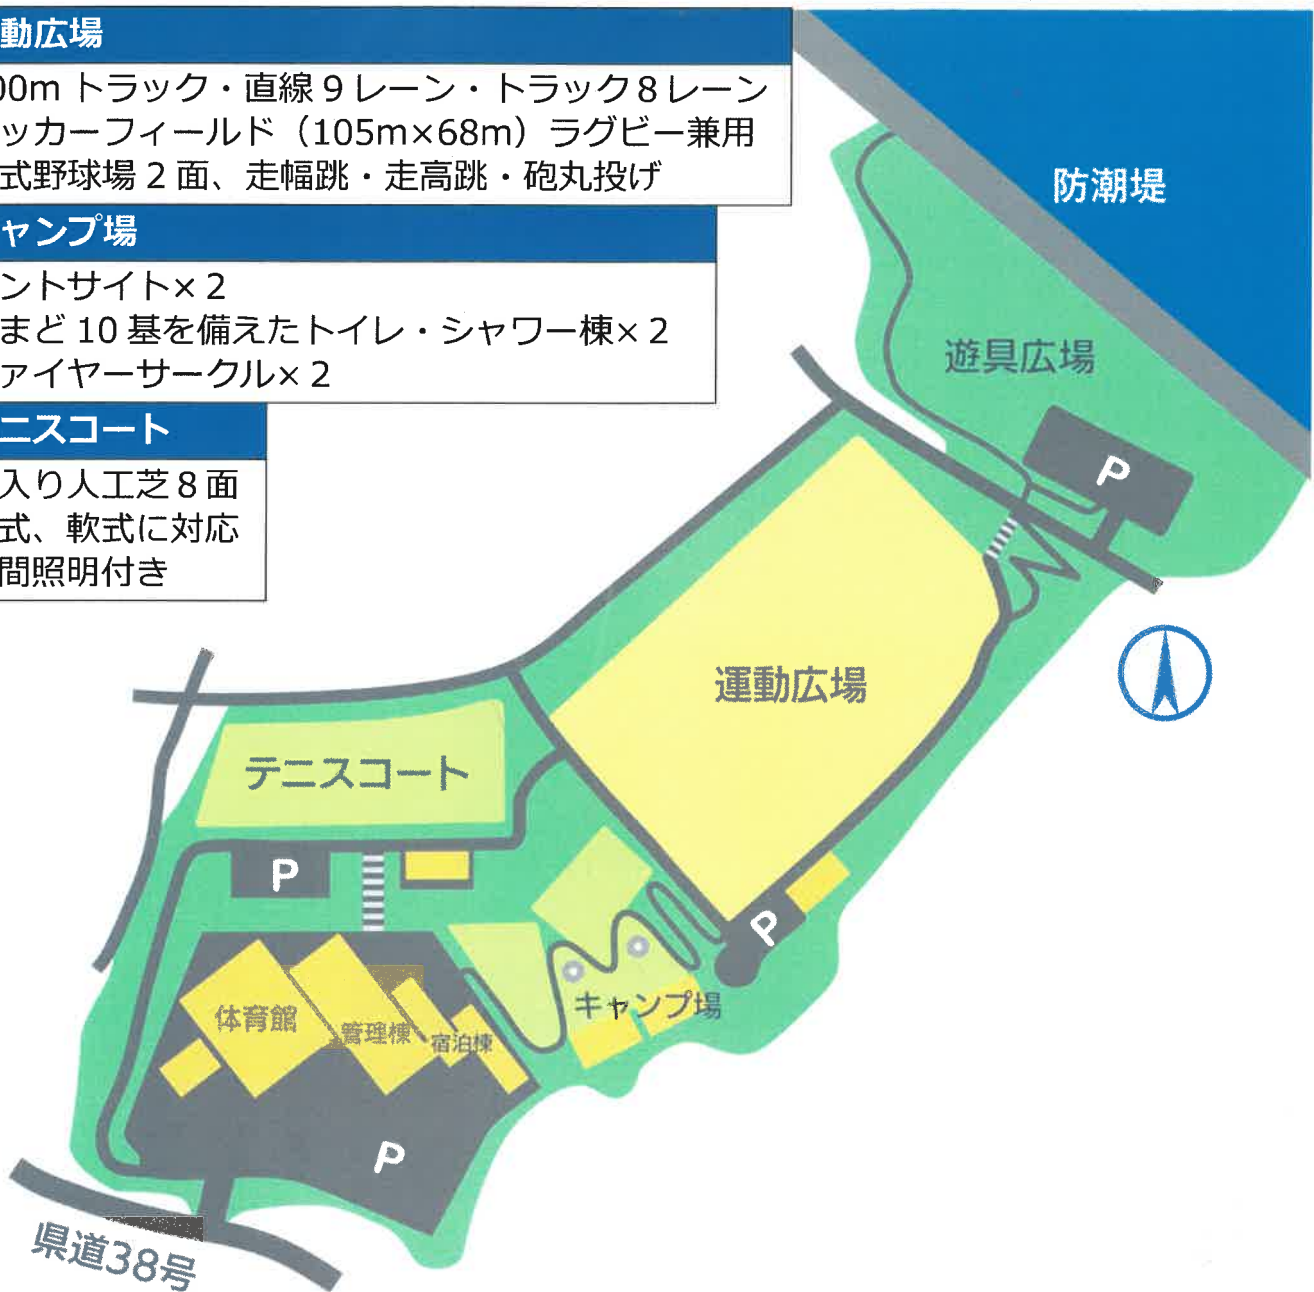 動広場
00m トラック・直線９レーン・トラック８レーン
ッカーフィールド（105m×68m）ラグビー兼用
式野球場２面、走幅跳・走高跳・砲丸投げ
ャンプ場
ントサイト×２
まど 10 基を備えたトイレ・シャワー棟×２
ァイヤーサークル×２
ニスコート
入り人工芝８面
式、軟式に対応
間照明付き
防潮堤
遊具広場
P
運動広場
テニスコート
P
P
キャンプ場
体育館
管理棟
宿泊棟
P
県道38号